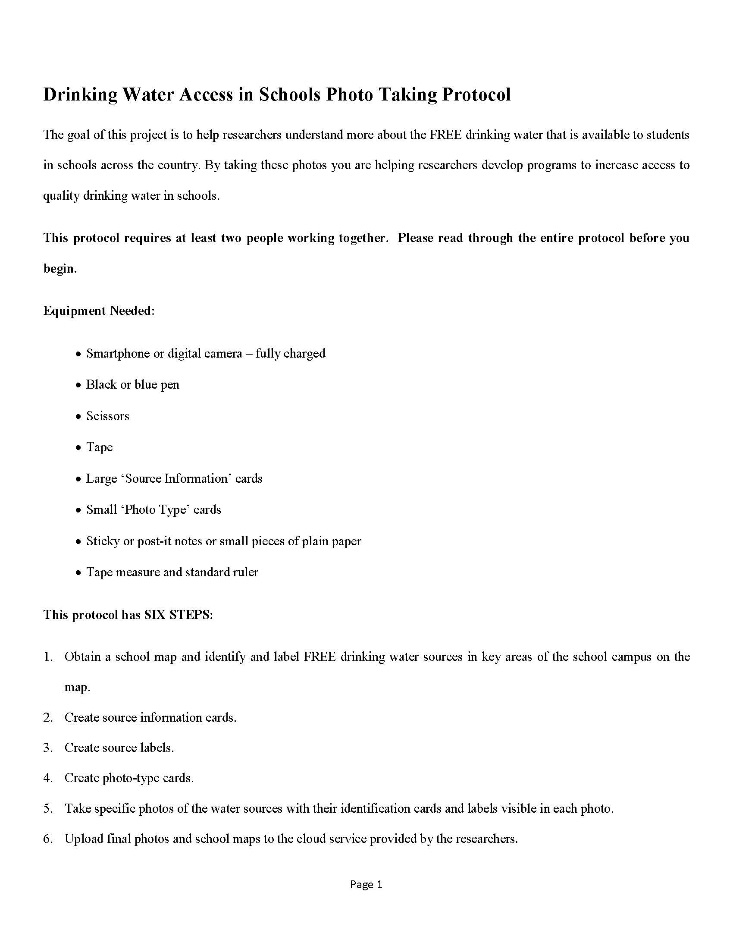 Drinking Water Access in Schools Photo Taking Protocol
The goal of this project is to help researchers understand more about the FREE drinking water that is available to students
in schools across the country. By taking these photos you are helping researchers develop programs to increase access to
quality drinking water in schools.
This protocol requires at least two people working together.  Please read through the entire protocol before you
begin.
Equipment Needed:
• Smartphone or digital camera – fully charged
• Black or blue pen
• Scissors
• Tape
• Large ‘Source Information’ cards
• Small ‘Photo Type’ cards
• Sticky or post-it notes or small pieces of plain paper
• Tape measure and standard ruler
This protocol has SIX STEPS:
1. Obtain a school map and identify and label FREE drinking water sources in key areas of the school campus on the
map.
2. Create source information cards.
3. Create source labels.
4. Create photo-type cards.
5. Take specific photos of the water sources with their identification cards and labels visible in each photo.
6. Upload final photos and school maps to the cloud service provided by the researchers.
Page 1